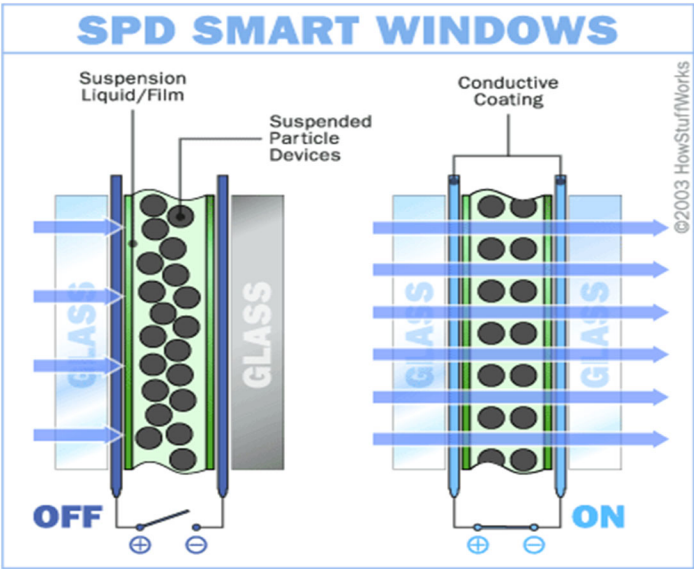 SPD SMART WINDOWS
Suspension
Liquid/Film
Suspended
Particle
Devices
Conductive
Coating
©2003 HowStuffWorks
GLASS
GLASS
GLASS
GLASS
OFF
+
−
+
−
ON